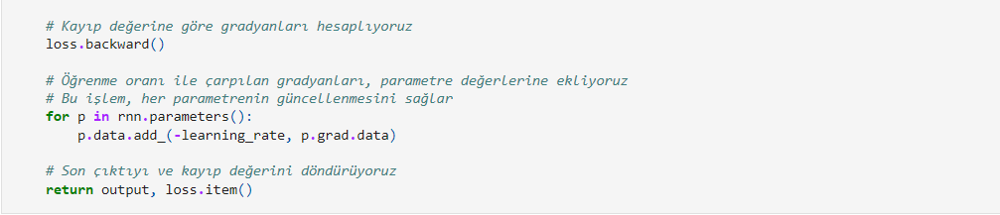 # Kayıp değerine göre gradyanları hesaplıyoruz
loss.backward()
# Öğrenme oranı ile çarpılan gradyanları, parametre değerlerine ekliyoruz
# Bu işlem, her parametrenin güncellenmesini sağlar
for p in rnn.parameters():
    p.data.add_(-learning_rate, p.grad.data)
# Son çıktıyı ve kayıp değerini döndürüyoruz
return output, loss.item()